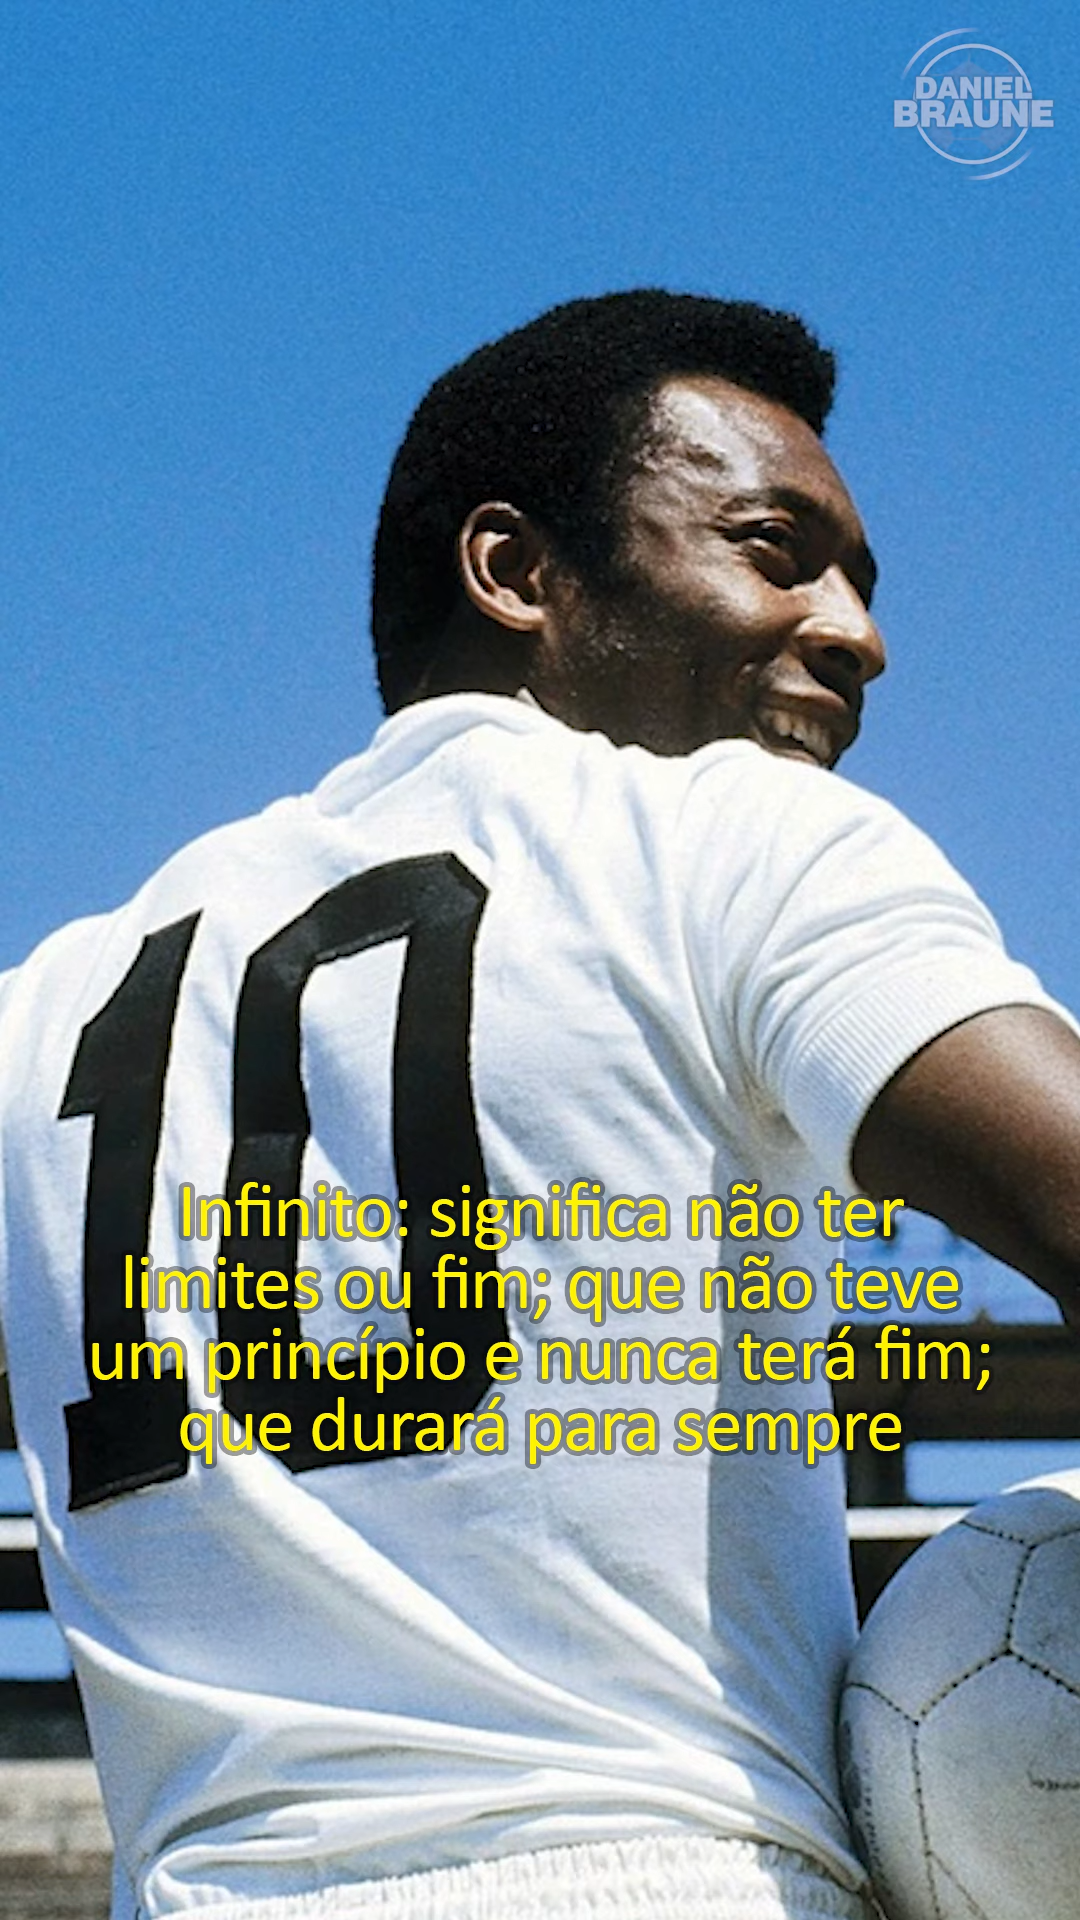 DANIEL
BRAUNE
10
Infinito: significa não ter
limites ou fim; que não teve
um princípio e nunca terá fim;
que durará para sempre